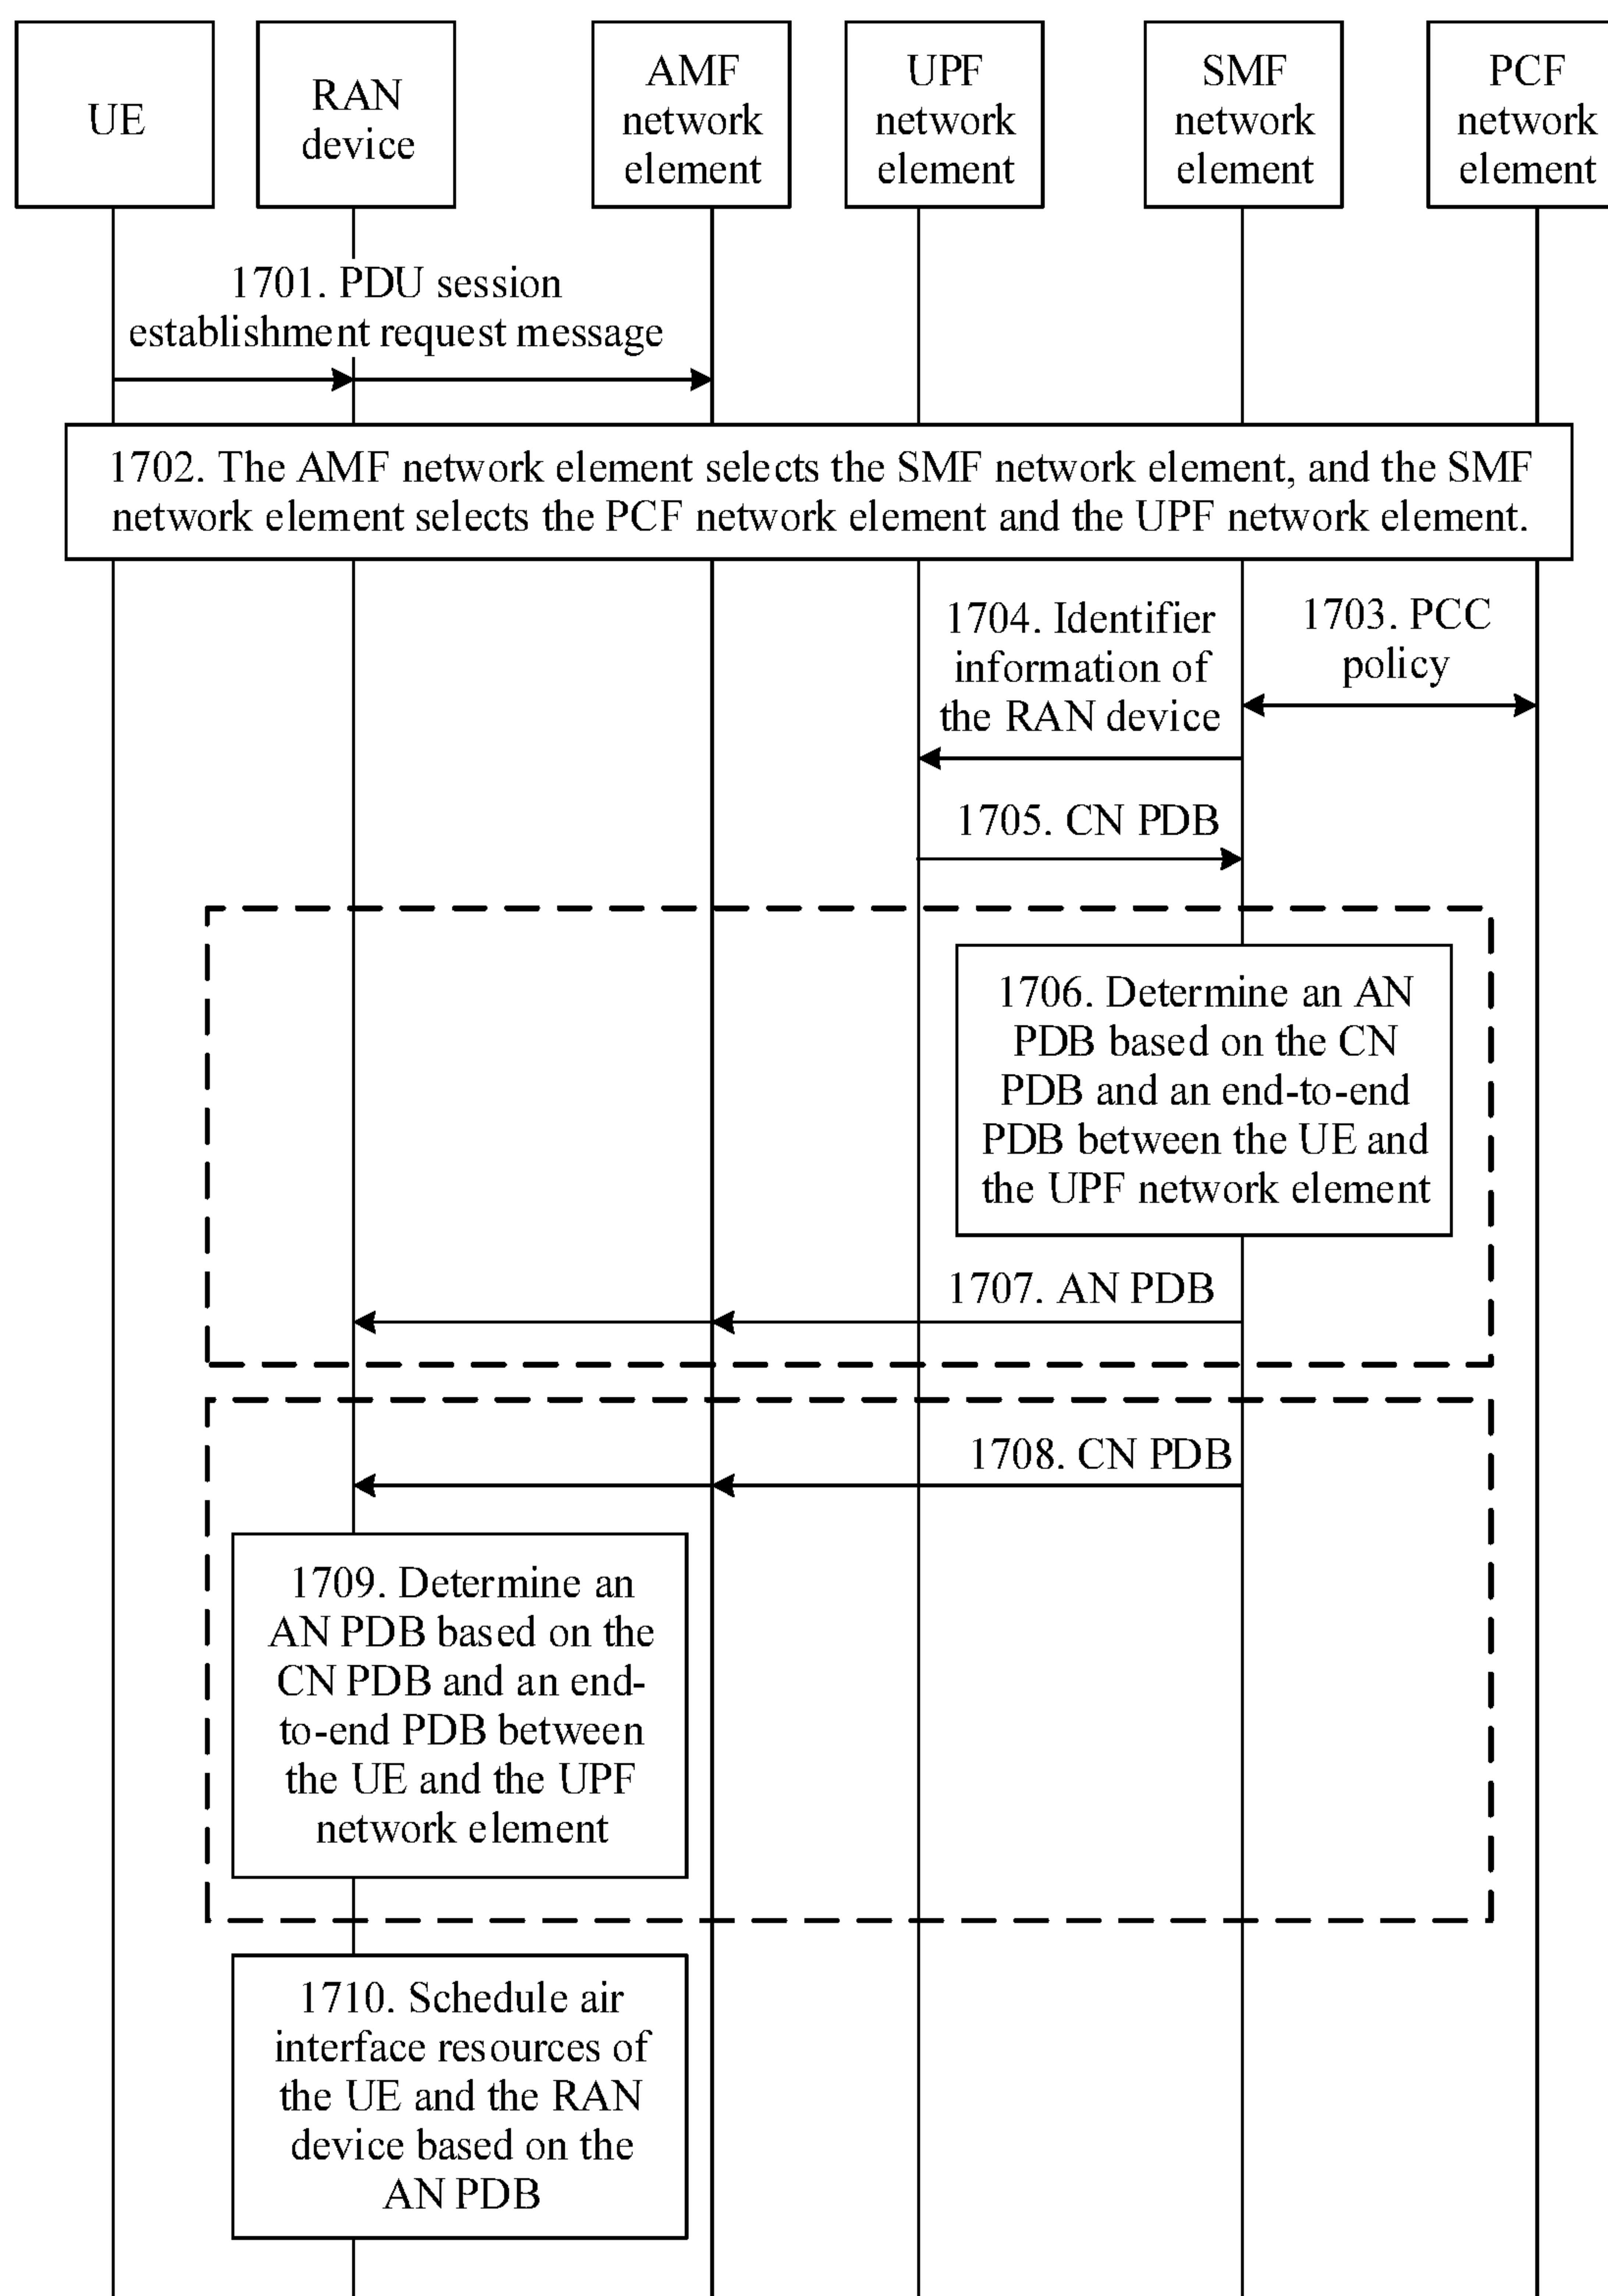 UE
RAN
device
AMF
network
element
UPF
network
element
SMF
network
element
PCF
network
element
1701. PDU session
establishment request message
1702. The AMF network element selects the SMF network element, and the SMF
network element selects the PCF network element and the UPF network element.
1703. PCC
policy
1704. Identifier
information of
the RAN device
1705. CN PDB
1706. Determine an AN
PDB based on the CN
PDB and an end-to-end
PDB between the UE and
the UPF network element
1707. AN PDB
1708. CN PDB
1709. Determine an
AN PDB based on the
CN PDB and an end-
to-end PDB between
the UE and the UPF
network element
1710. Schedule air
interface resources of
the UE and the RAN
device based on the
AN PDB